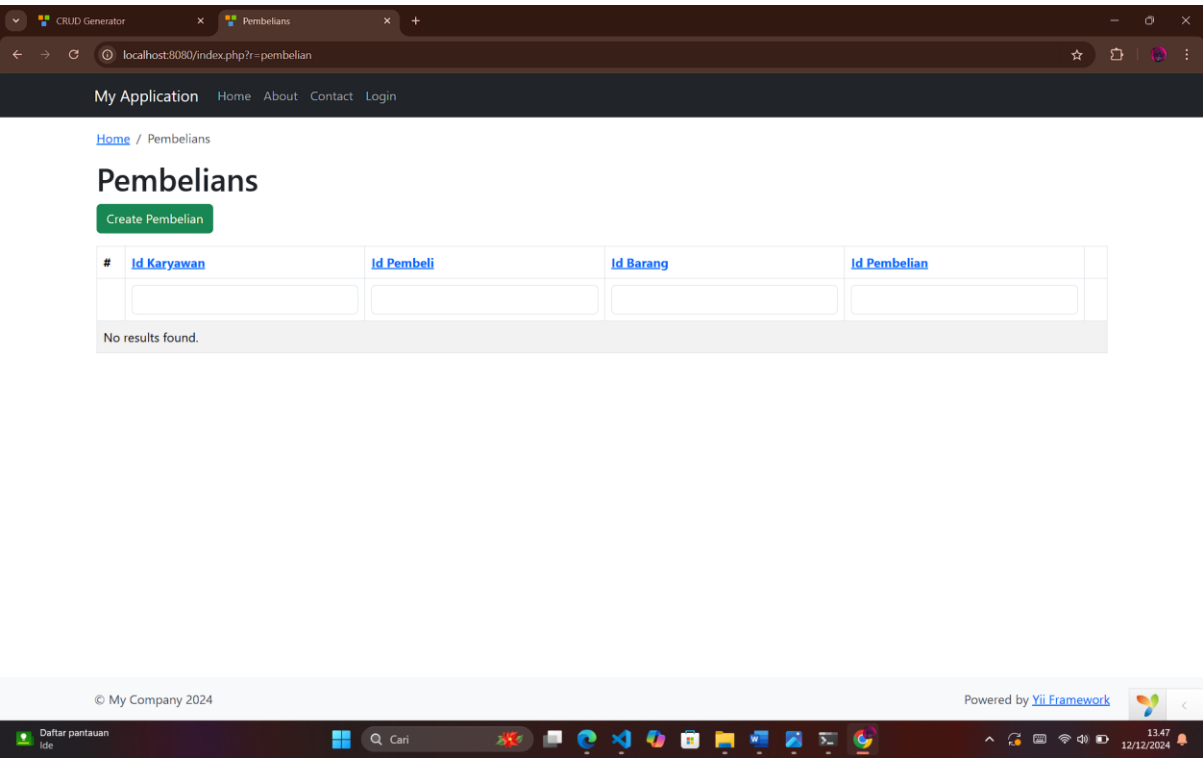 CRUD Generator
Pembelians
localhost:8080/index.php?r=pembelian
My Application Home About Contact Login
Home / Pembelians
Pembelians
Create Pembelian
# Id Karyawan Id Pembeli Id Barang Id Pembelian
No results found.
© My Company 2024
Powered by Yii Framework
Daftar pantauan
Ide
Cari
13.47
12/12/2024